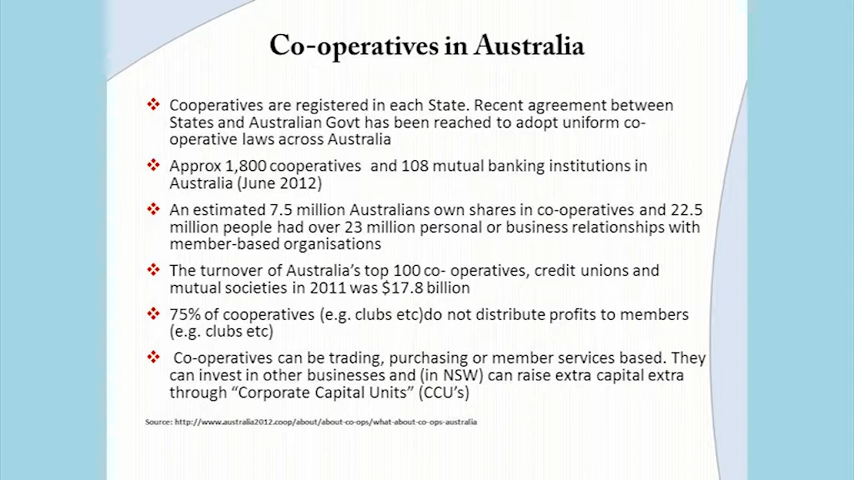 Co-operatives in Australia
Cooperatives are registered in each State. Recent agreement between
States and Australian Govt has been reached to adopt uniform co-
operative laws across Australia
Approx 1,800 cooperatives and 108 mutual banking institutions in
Australia (June 2012)
An estimated 7.5 million Australians own shares in co-operatives and 22.5
million people had over 23 million personal or business relationships with
member-based organisations
The turnover of Australia's top 100 co- operatives, credit unions and
mutual societies in 2011 was $17.8 billion
75% of cooperatives (e.g. clubs etc)do not distribute profits to members
(e.g. clubs etc)
Co-operatives can be trading, purchasing or member services based. They
can invest in other businesses and (in NSW) can raise extra capital extra
through “Corporate Capital Units” (CCU's)
Source: http://www.australia2012.coop/about/about-co-ops/what-about-co-ops-australia